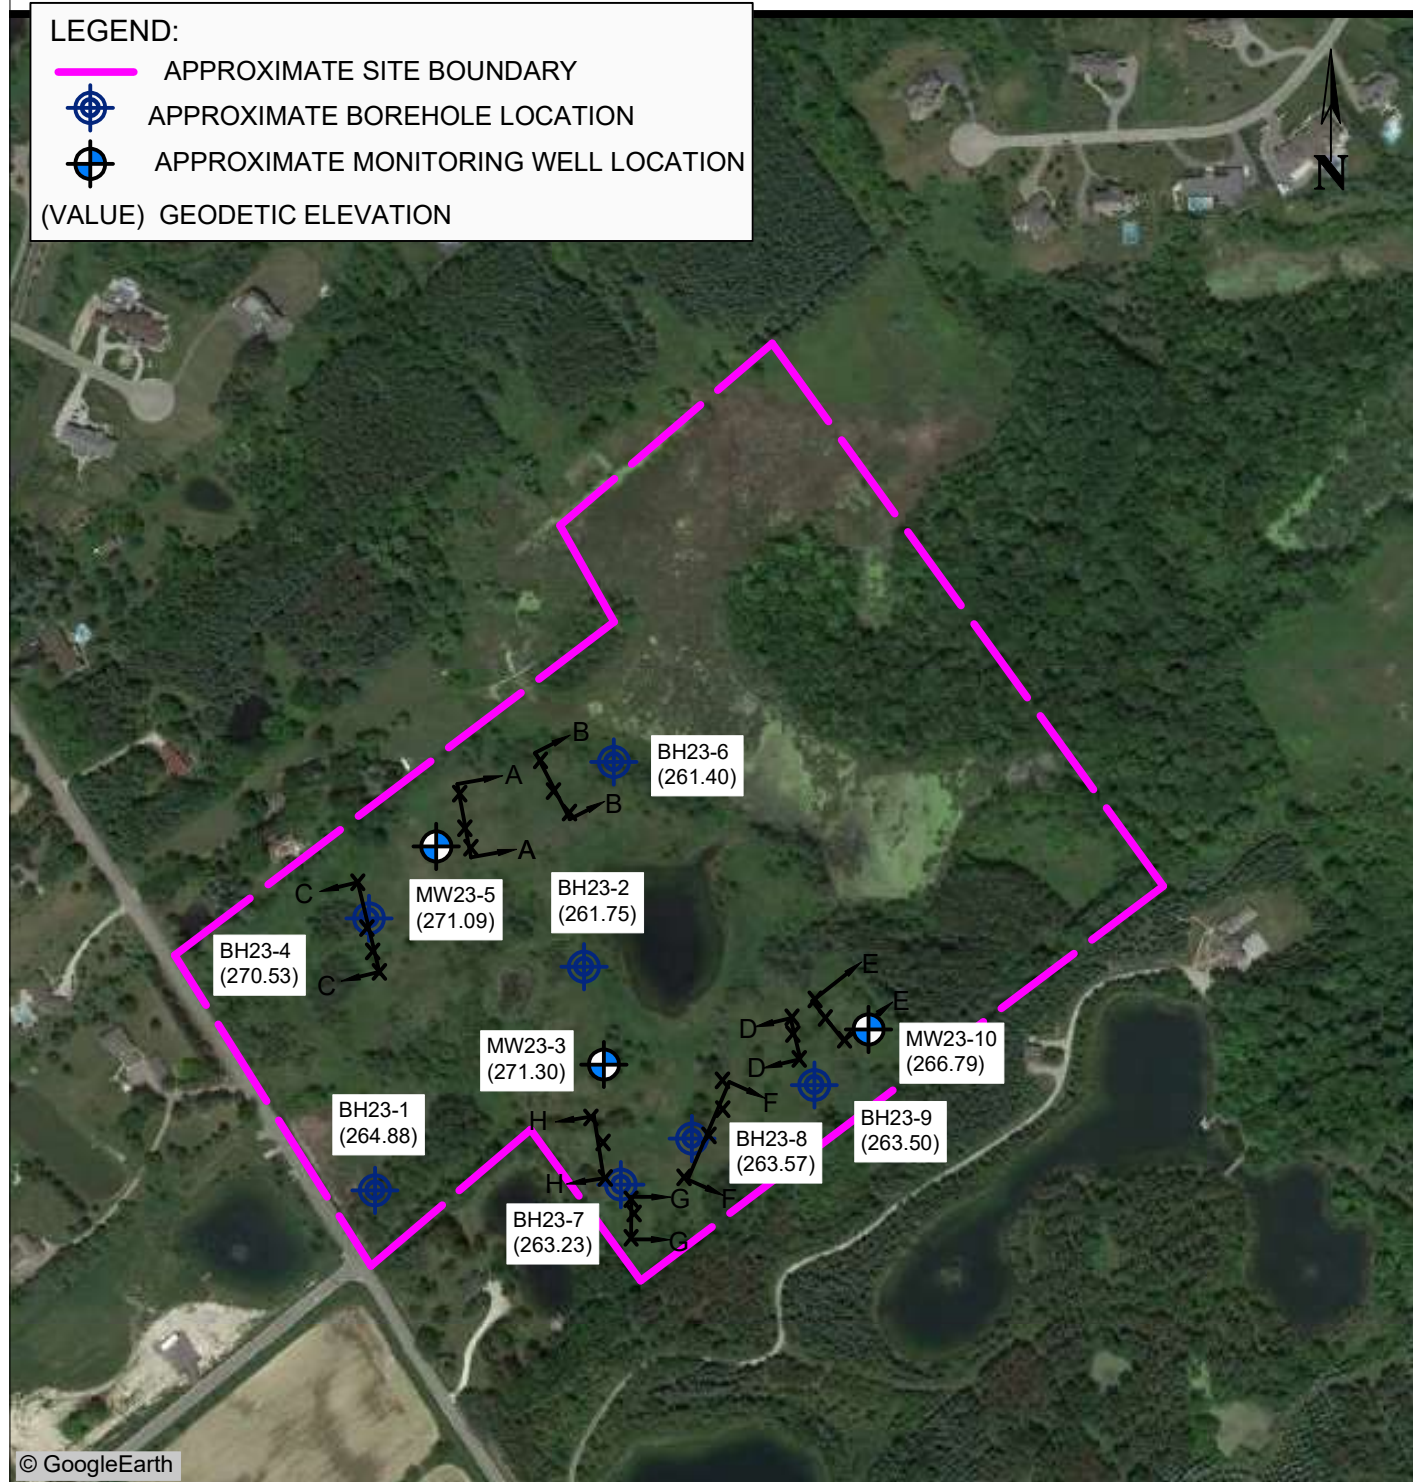 LEGEND:
APPROXIMATE SITE BOUNDARY
APPROXIMATE BOREHOLE LOCATION
APPROXIMATE MONITORING WELL LOCATION
(VALUE) GEODETIC ELEVATION
N
B
BH23-6
(261.40)
A
B
A
C
MW23-5
(271.09)
BH23-2
(261.75)
BH23-4
(270.53)
C
E
E
D
MW23-10
(266.79)
MW23-3
(271.30)
D
BH23-1
(264.88)
H
F
BH23-8
(263.57)
BH23-9
(263.50)
H
G
F
BH23-7
(263.23)
G
© GoogleEarth